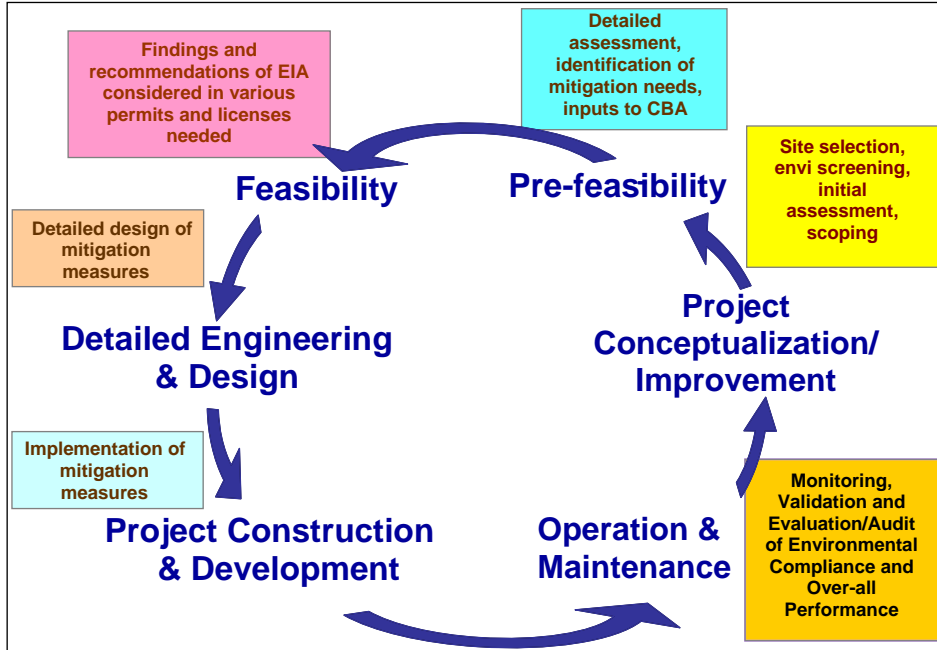 Findings and
recommendations of EIA
considered in various
permits and licenses
needed
Detailed
assessment,
identification of
mitigation needs,
inputs to CBA
Site selection,
envi screening,
initial
assessment,
scoping
Feasibility
Pre-feasibility
Detailed design of
mitigation
measures
Detailed Engineering
& Design
Project
Conceptualization/
Improvement
Implementation of
mitigation
measures
Project Construction
& Development
Operation &
Maintenance
Monitoring,
Validation and
Evaluation/Audit
of Environmental
Compliance and
Over-all
Performance